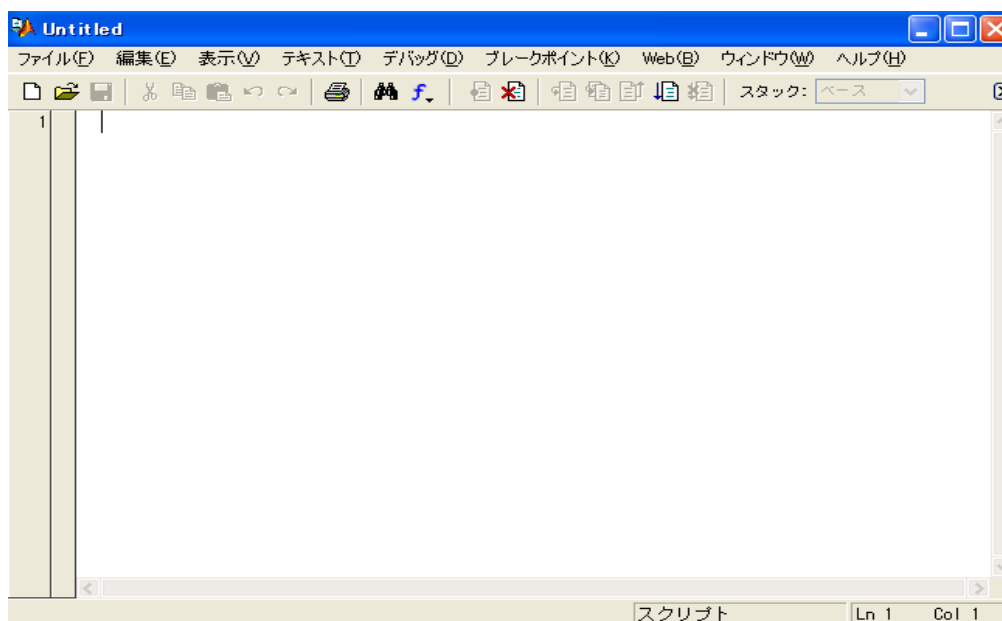 Untitled
ファイル(F) 編集(E) 表示(V) テキスト(T) デバッグ(D) ブレークポイント(K) Web(B) ウィンドウ(W) ヘルプ(H)
スタック: ベース
1
スクリプト Ln 1 Col 1